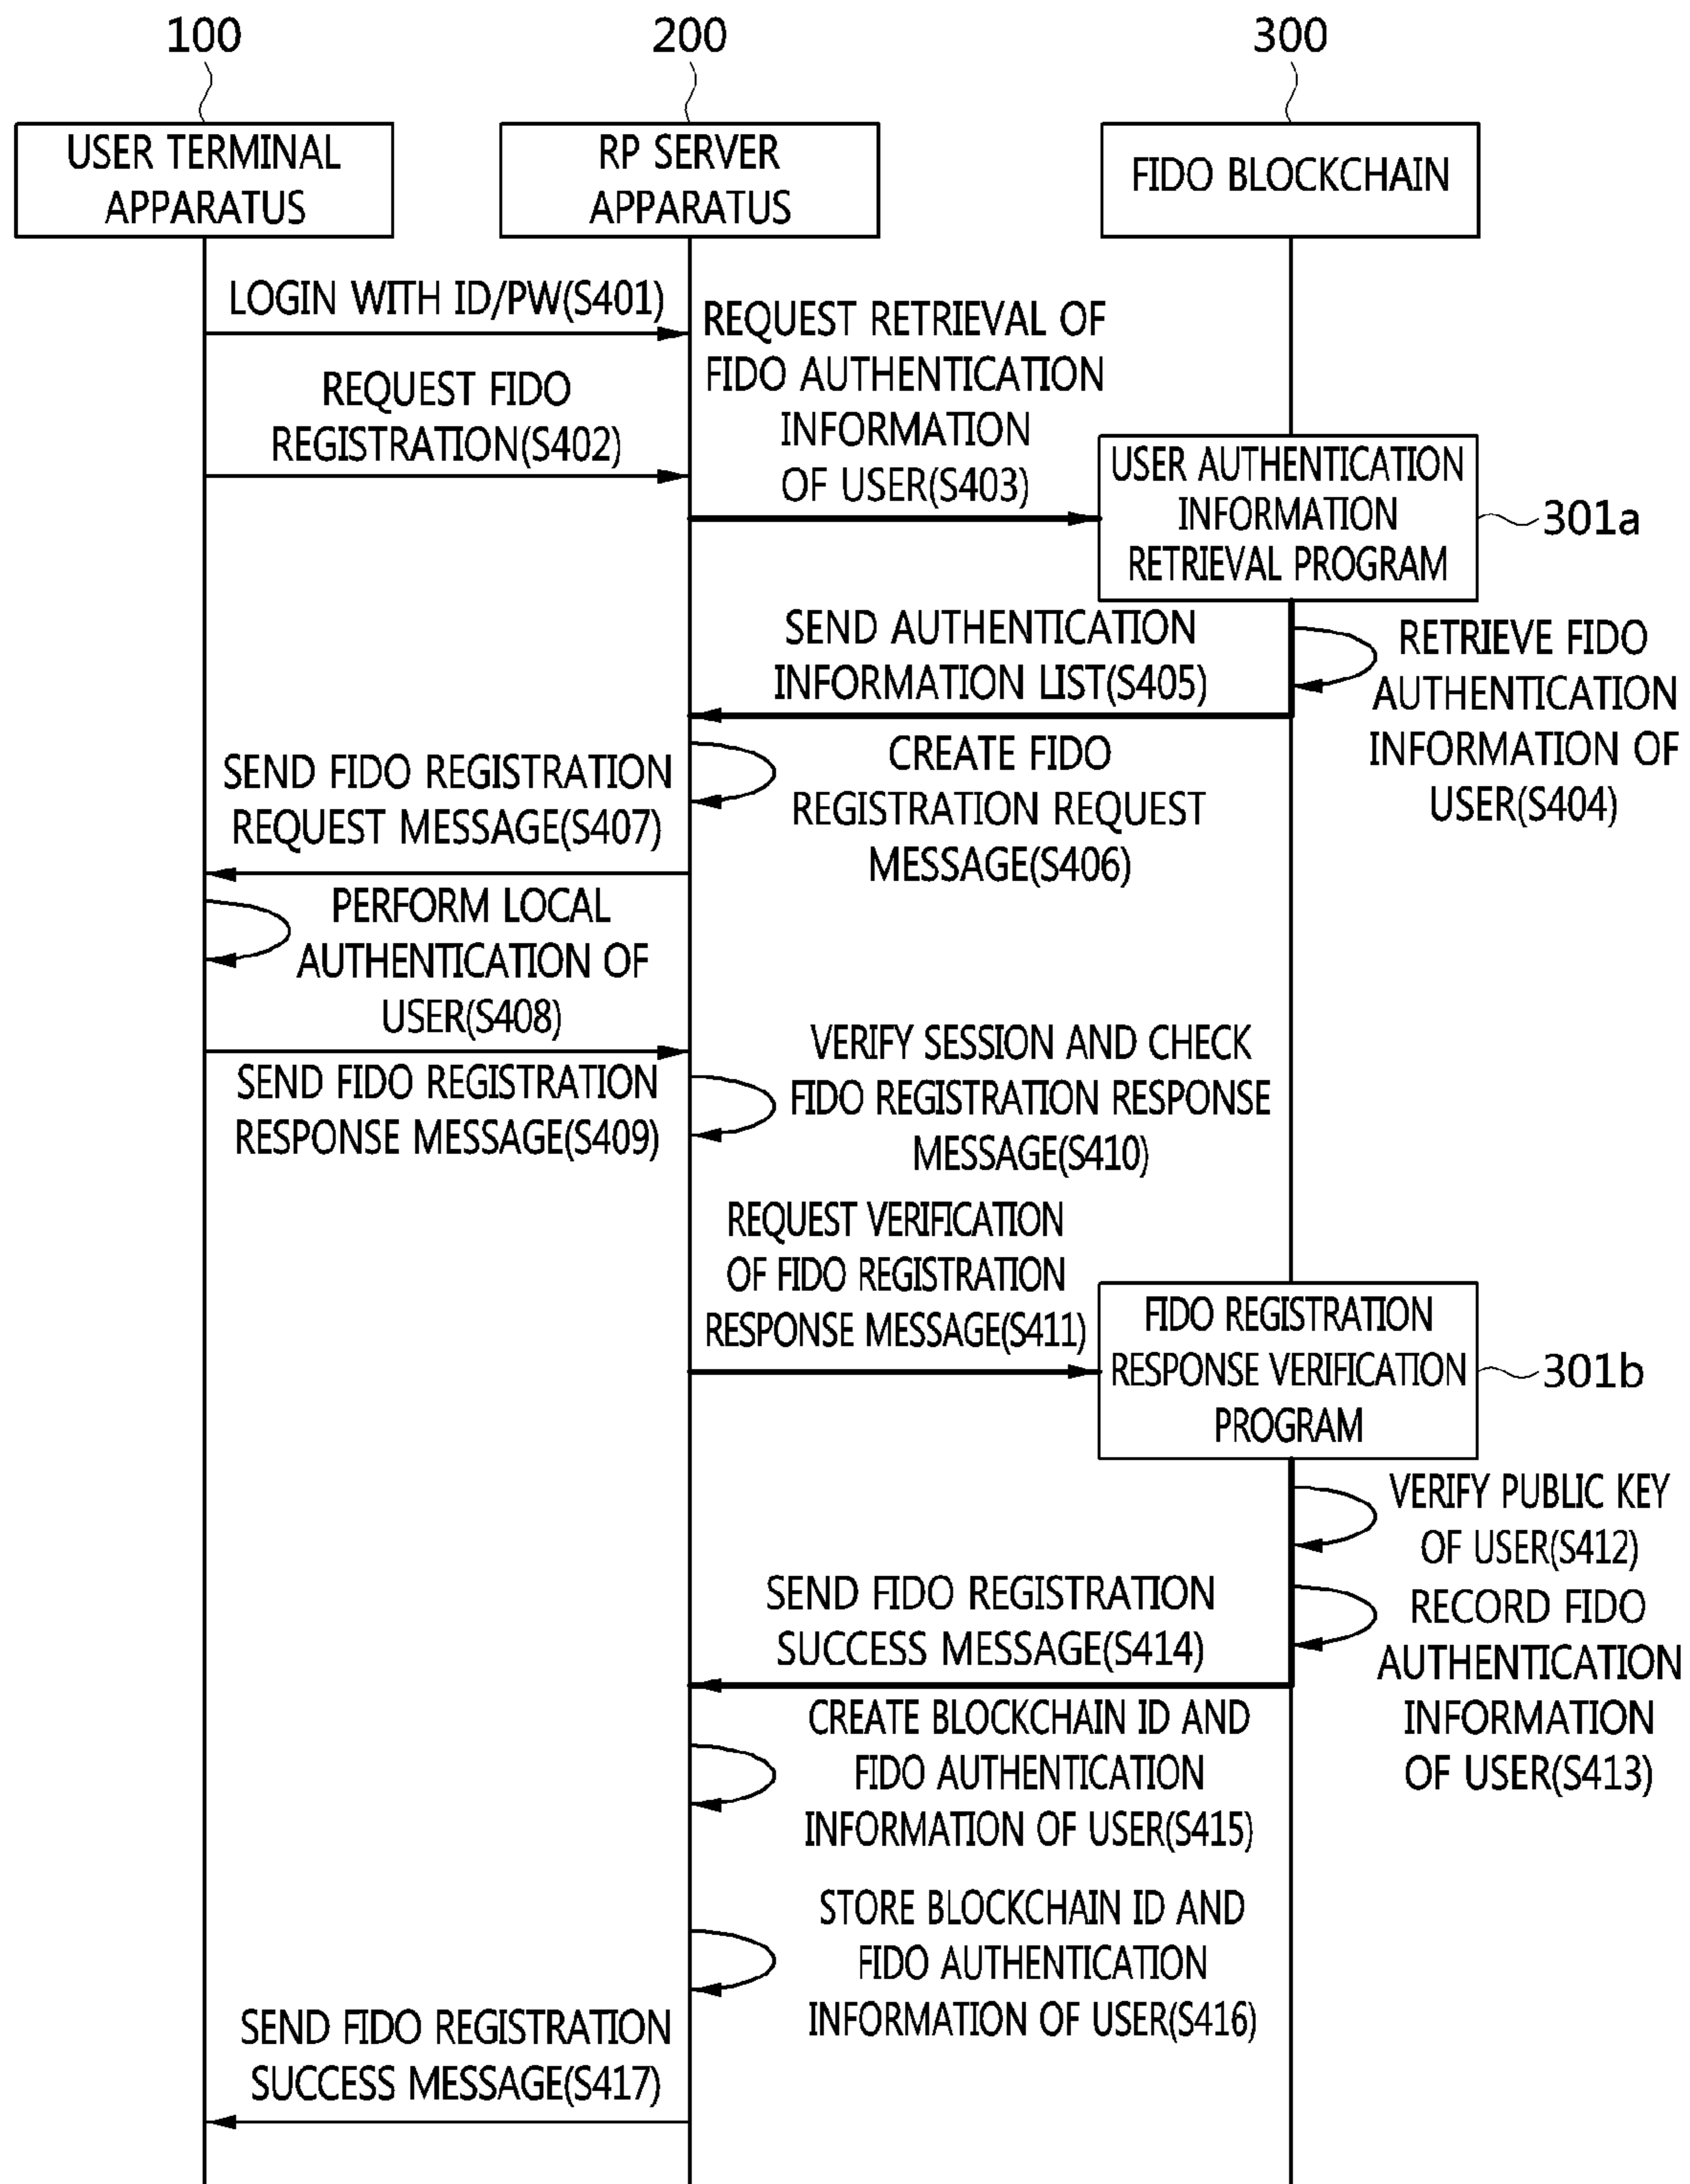 100
200
300
USER TERMINAL
APPARATUS
RP SERVER
APPARATUS
FIDO BLOCKCHAIN
LOGIN WITH ID/PW(S401)
REQUEST FIDO
REGISTRATION(S402)
REQUEST RETRIEVAL OF
FIDO AUTHENTICATION
INFORMATION
OF USER(S403)
USER AUTHENTICATION
INFORMATION
RETRIEVAL PROGRAM
301a
RETRIEVE FIDO
AUTHENTICATION
INFORMATION OF
USER(S404)
SEND AUTHENTICATION
INFORMATION LIST(S405)
CREATE FIDO
REGISTRATION REQUEST
MESSAGE(S406)
SEND FIDO REGISTRATION
REQUEST MESSAGE(S407)
PERFORM LOCAL
AUTHENTICATION OF
USER(S408)
SEND FIDO REGISTRATION
RESPONSE MESSAGE(S409)
VERIFY SESSION AND CHECK
FIDO REGISTRATION RESPONSE
MESSAGE(S410)
REQUEST VERIFICATION
OF FIDO REGISTRATION
RESPONSE MESSAGE(S411)
FIDO REGISTRATION
RESPONSE VERIFICATION
PROGRAM
301b
VERIFY PUBLIC KEY
OF USER(S412)
RECORD FIDO
AUTHENTICATION
INFORMATION
OF USER(S413)
SEND FIDO REGISTRATION
SUCCESS MESSAGE(S414)
CREATE BLOCKCHAIN ID AND
FIDO AUTHENTICATION
INFORMATION OF USER(S415)
STORE BLOCKCHAIN ID AND
FIDO AUTHENTICATION
INFORMATION OF USER(S416)
SEND FIDO REGISTRATION
SUCCESS MESSAGE(S417)